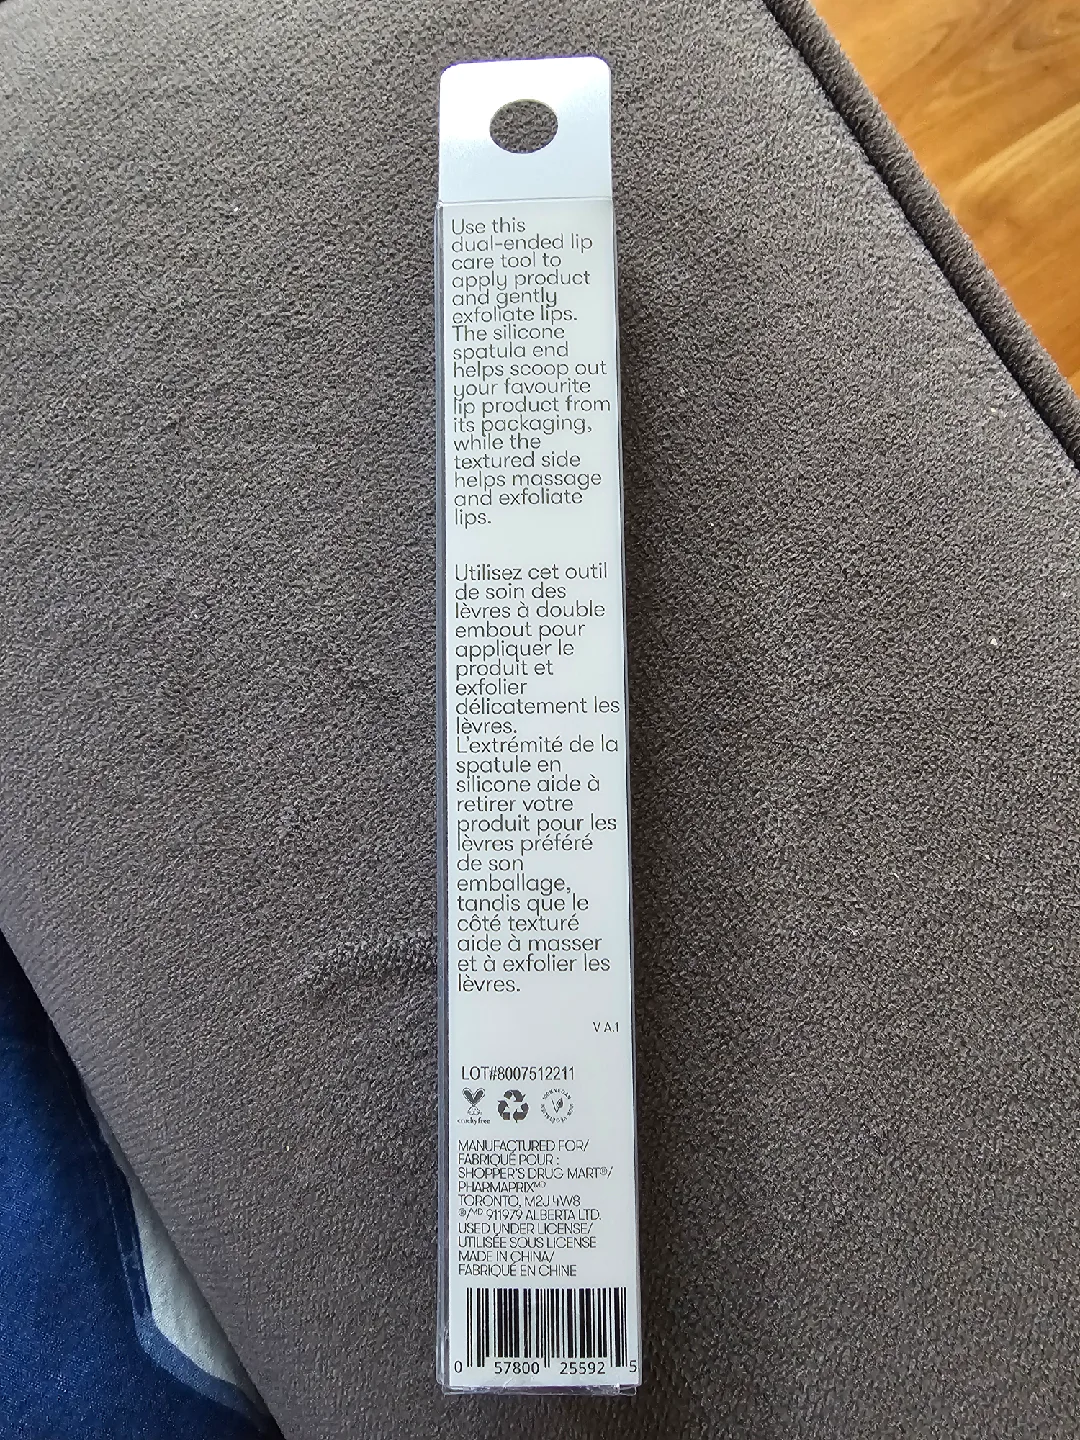 Use this
dual-ended lip
care tool to
apply product
and gently
exfoliate lips.
The silicone
spatula end
helps scoop out
your favourite
lip product from
its packaging,
while the
textured side
helps massage
and exfoliate
lips.
Utilisez cet outil
de soin des
lèvres à double
embout pour
appliquer le
produit et
exfolier
délicatement les
lèvres.
L'extrémité de la
spatule en
silicone aide à
retirer votre
produit pour les
lèvres préféré
de son
emballage,
tandis que le
côté texturé
aide à masser
et à exfolier les
lèvres.
V.A.1
LOT#8007512211
cruelty free
MANUFACTURED FOR/
FABRIQUÉ POUR :
SHOPPER'S DRUG MART®/
PHARMAPRIX MD
TORONTO, M2J 4W8
®/MD 911979 ALBERTA LTD.
USED UNDER LICENSE/
UTILISÉE SOUS LICENSE
MADE IN CHINA/
FABRIQUÉ EN CHINE
0 57800 25592 5